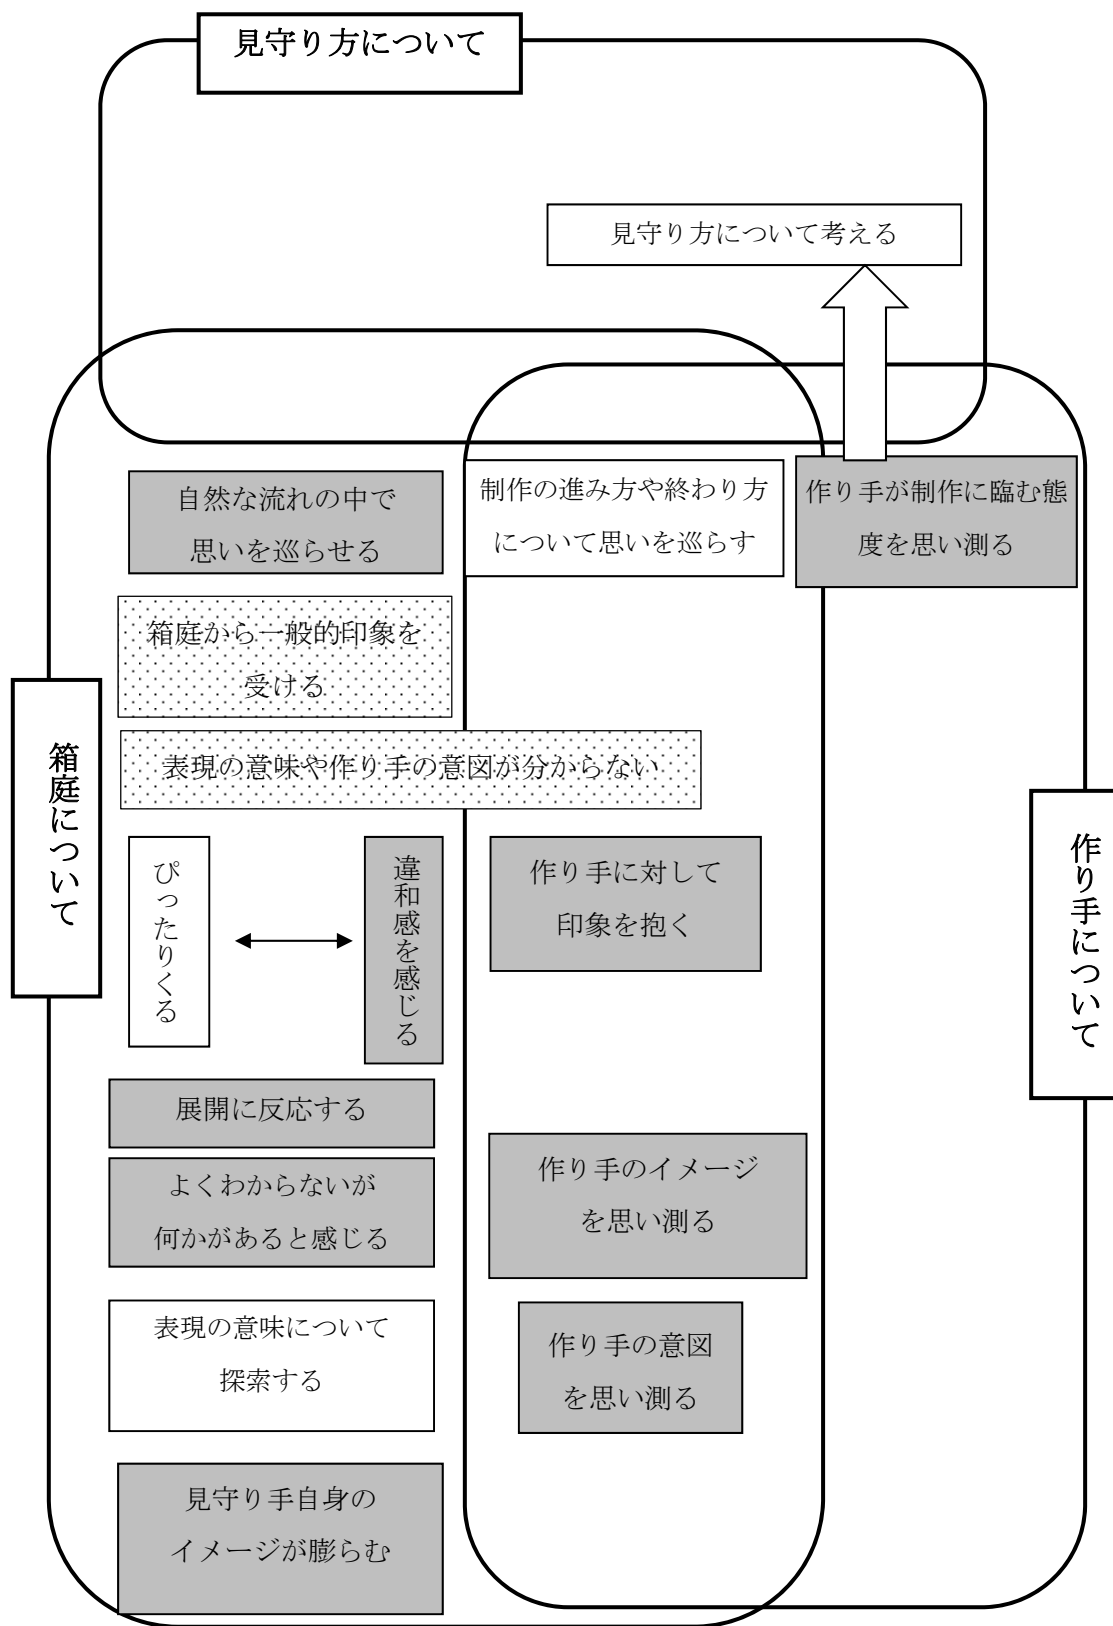 見守り方について
見守り方について考える
自然な流れの中で
思いを巡らせる
制作の進み方や終わり方
について思いを巡らす
作り手が制作に臨む態
度を思い測る
箱庭から一般的印象を
受ける
表現の意味や作り手の意図が分からない
箱庭について
ぴったりくる
違和感を感じる
作り手に対して
印象を抱く
作り手について
展開に反応する
よくわからないが
何かがあると感じる
作り手のイメージ
を思い測る
表現の意味について
探索する
作り手の意図
を思い測る
見守り手自身の
イメージが膨らむ